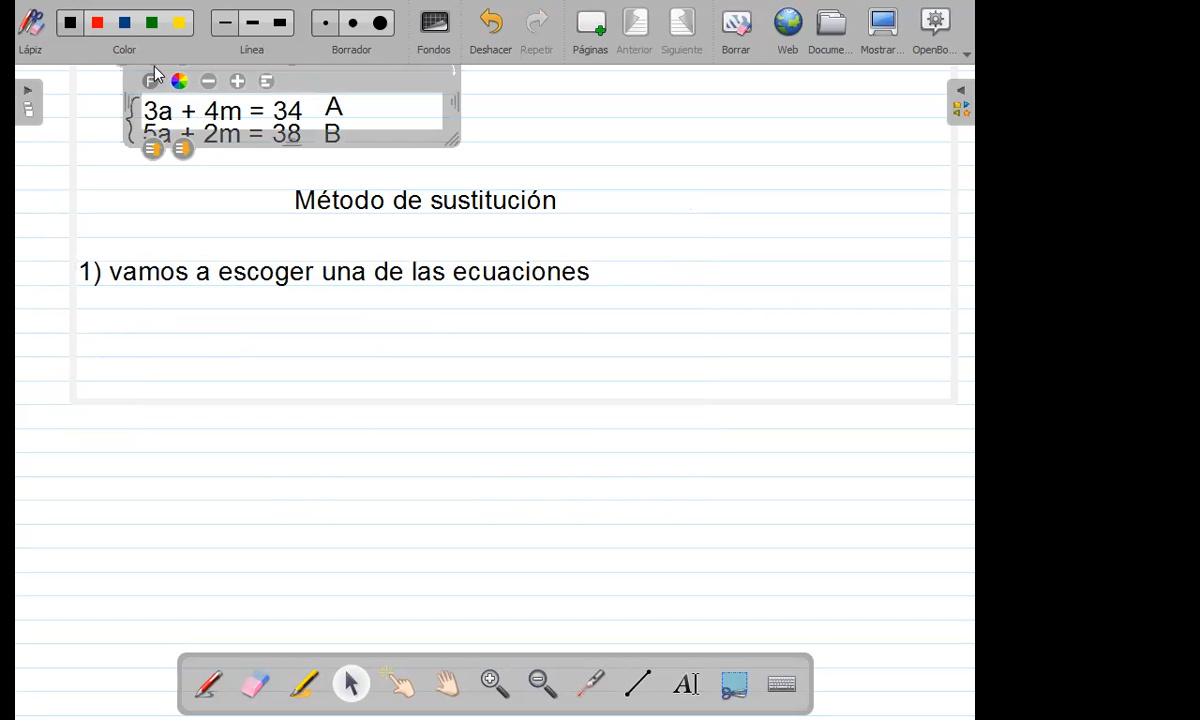 Lápiz Color Línea Borrador Fondos Deshacer Repetir Páginas Anterior Siguiente Borrar Web Docume... Mostrar... OpenBo...
F
3a + 4m = 34 A
5a + 2m = 38 B
Método de sustitución
1) vamos a escoger una de las ecuaciones